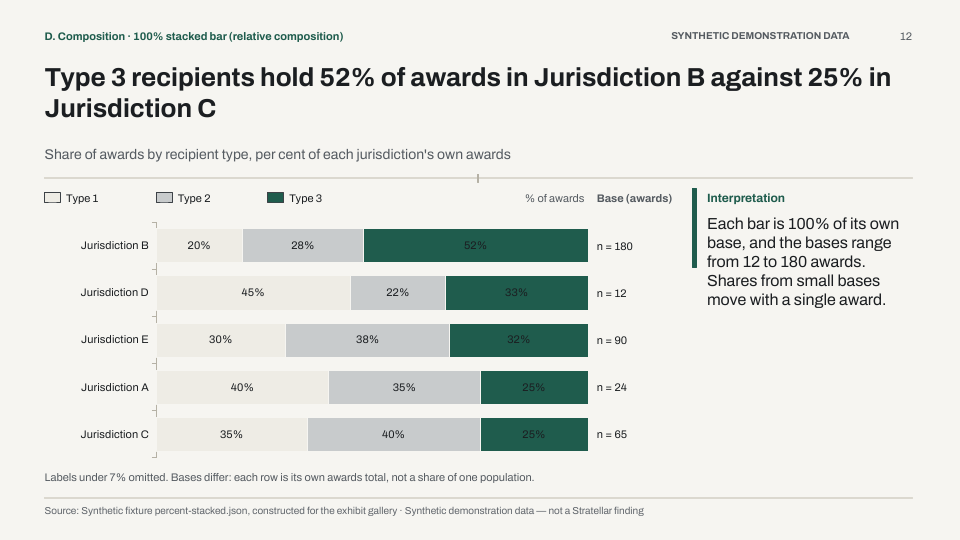 D. Composition · 100% stacked bar (relative composition)
SYNTHETIC DEMONSTRATION DATA
12
Type 3 recipients hold 52% of awards in Jurisdiction B against 25% in
Jurisdiction C
Share of awards by recipient type, per cent of each jurisdiction's own awards
Type 1
Type 2
Type 3
% of awards
Base (awards)
Jurisdiction B 20% 28% 52% n = 180
Jurisdiction D 45% 22% 33% n = 12
Jurisdiction E 30% 38% 32% n = 90
Jurisdiction A 40% 35% 25% n = 24
Jurisdiction C 35% 40% 25% n = 65
Interpretation
Each bar is 100% of its own
base, and the bases range
from 12 to 180 awards.
Shares from small bases
move with a single award.
Labels under 7% omitted. Bases differ: each row is its own awards total, not a share of one population.
Source: Synthetic fixture percent-stacked.json, constructed for the exhibit gallery · Synthetic demonstration data — not a Stratellar finding